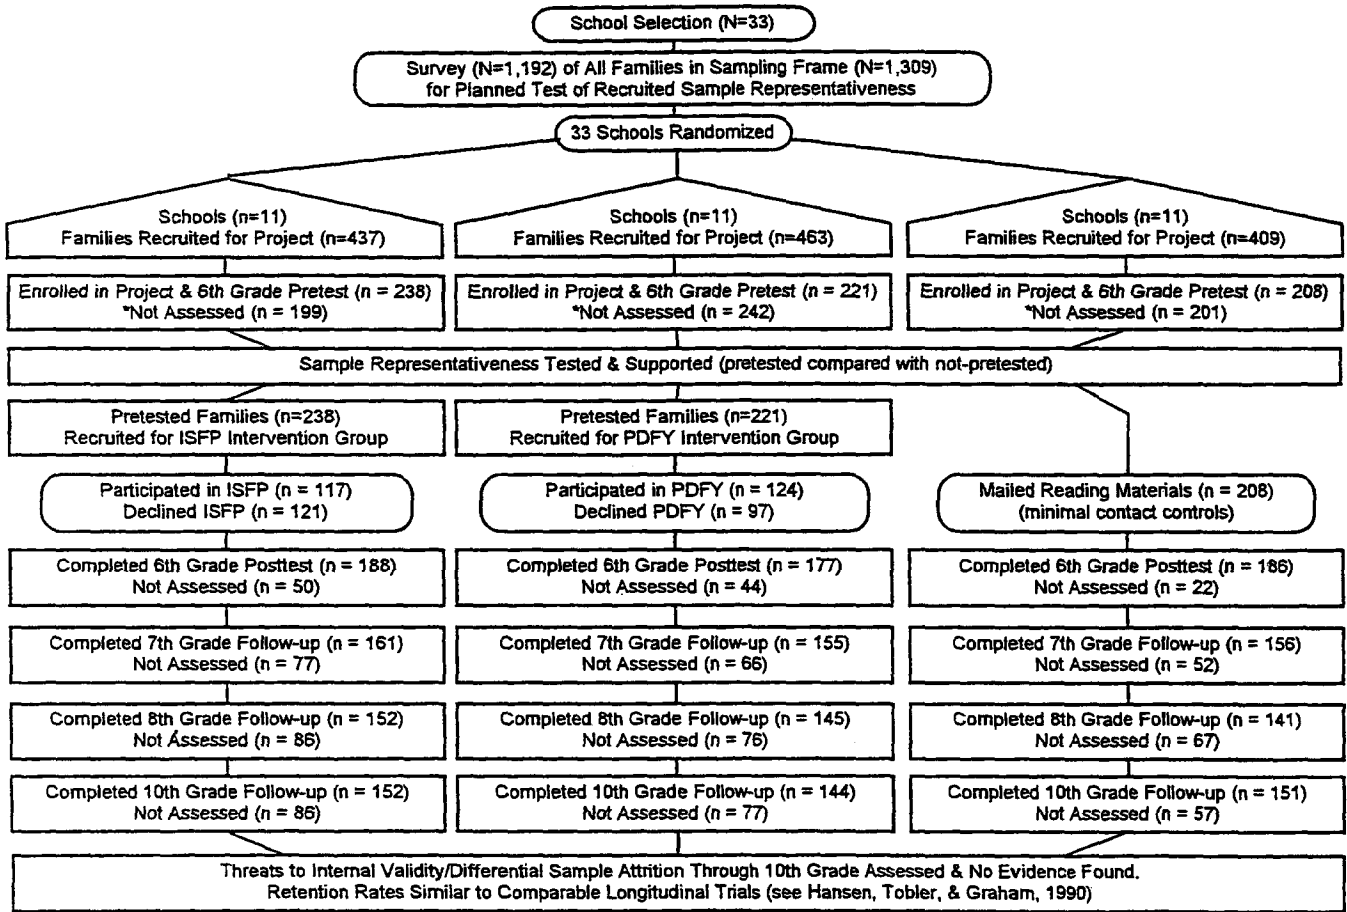 School Selection (N=33)
Survey (N=1,192) of All Families in Sampling Frame (N=1,309)
for Planned Test of Recruited Sample Representativeness
33 Schools Randomized
Schools (n=11)
Families Recruited for Project (n=437)
Schools (n=11)
Families Recruited for Project (n=463)
Schools (n=11)
Families Recruited for Project (n=409)
Enrolled in Project & 6th Grade Pretest (n = 238)
*Not Assessed (n = 199)
Enrolled in Project & 6th Grade Pretest (n = 221)
*Not Assessed (n = 242)
Enrolled in Project & 6th Grade Pretest (n = 208)
*Not Assessed (n = 201)
Sample Representativeness Tested & Supported (pretested compared with not-pretested)
Pretested Families (n=238)
Recruited for ISFP Intervention Group
Pretested Families (n=221)
Recruited for PDFY Intervention Group
Participated in ISFP (n = 117)
Declined ISFP (n = 121)
Participated in PDFY (n = 124)
Declined PDFY (n = 97)
Mailed Reading Materials (n = 208)
(minimal contact controls)
Completed 6th Grade Posttest (n = 188)
Not Assessed (n = 50)
Completed 6th Grade Posttest (n = 177)
Not Assessed (n = 44)
Completed 6th Grade Posttest (n = 186)
Not Assessed (n = 22)
Completed 7th Grade Follow-up (n = 161)
Not Assessed (n = 77)
Completed 7th Grade Follow-up (n = 155)
Not Assessed (n = 66)
Completed 7th Grade Follow-up (n = 156)
Not Assessed (n = 52)
Completed 8th Grade Follow-up (n = 152)
Not Assessed (n = 86)
Completed 8th Grade Follow-up (n = 145)
Not Assessed (n = 76)
Completed 8th Grade Follow-up (n = 141)
Not Assessed (n = 67)
Completed 10th Grade Follow-up (n = 152)
Not Assessed (n = 86)
Completed 10th Grade Follow-up (n = 144)
Not Assessed (n = 77)
Completed 10th Grade Follow-up (n = 151)
Not Assessed (n = 57)
Threats to Internal Validity/Differential Sample Attrition Through 10th Grade Assessed & No Evidence Found.
Retention Rates Similar to Comparable Longitudinal Trials (see Hansen, Tobler, & Graham, 1990)